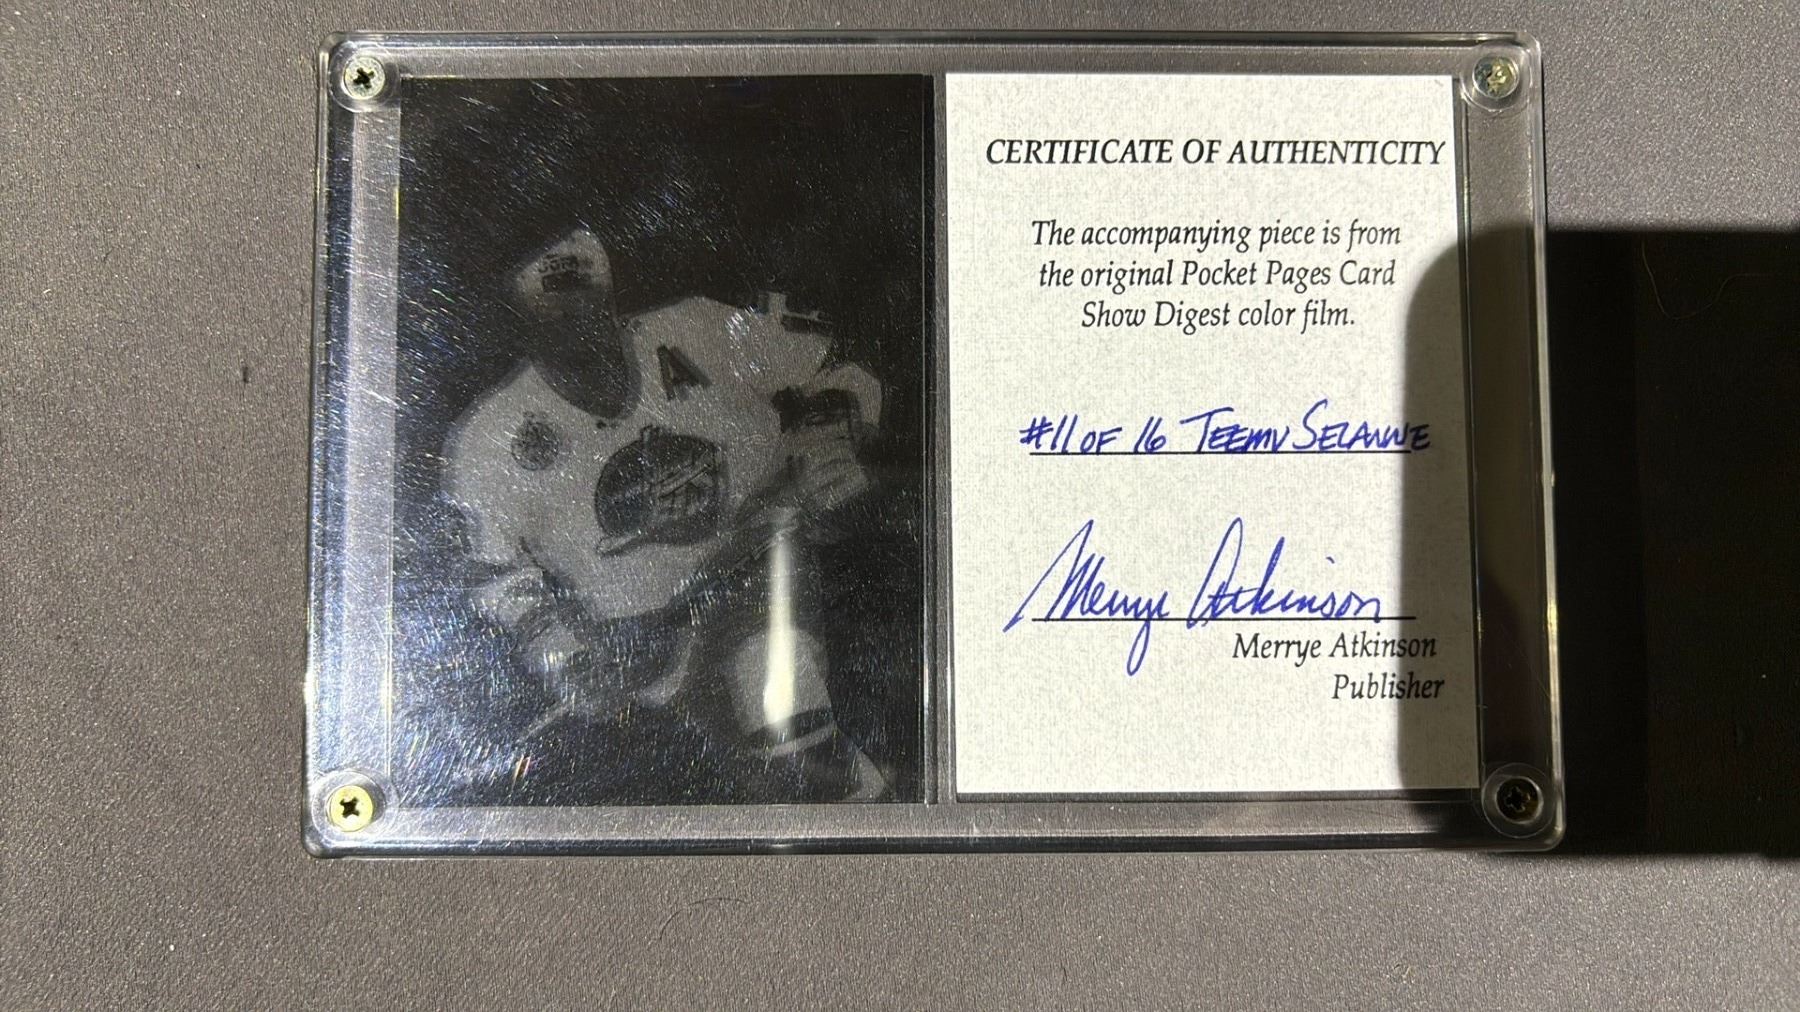 A
CERTIFICATE OF AUTHENTICITY
The accompanying piece is from
the original Pocket Pages Card
Show Digest color film.
#11 OF 16 TEEMU SELANNE
Merrye Atkinson
Merrye Atkinson
Publisher